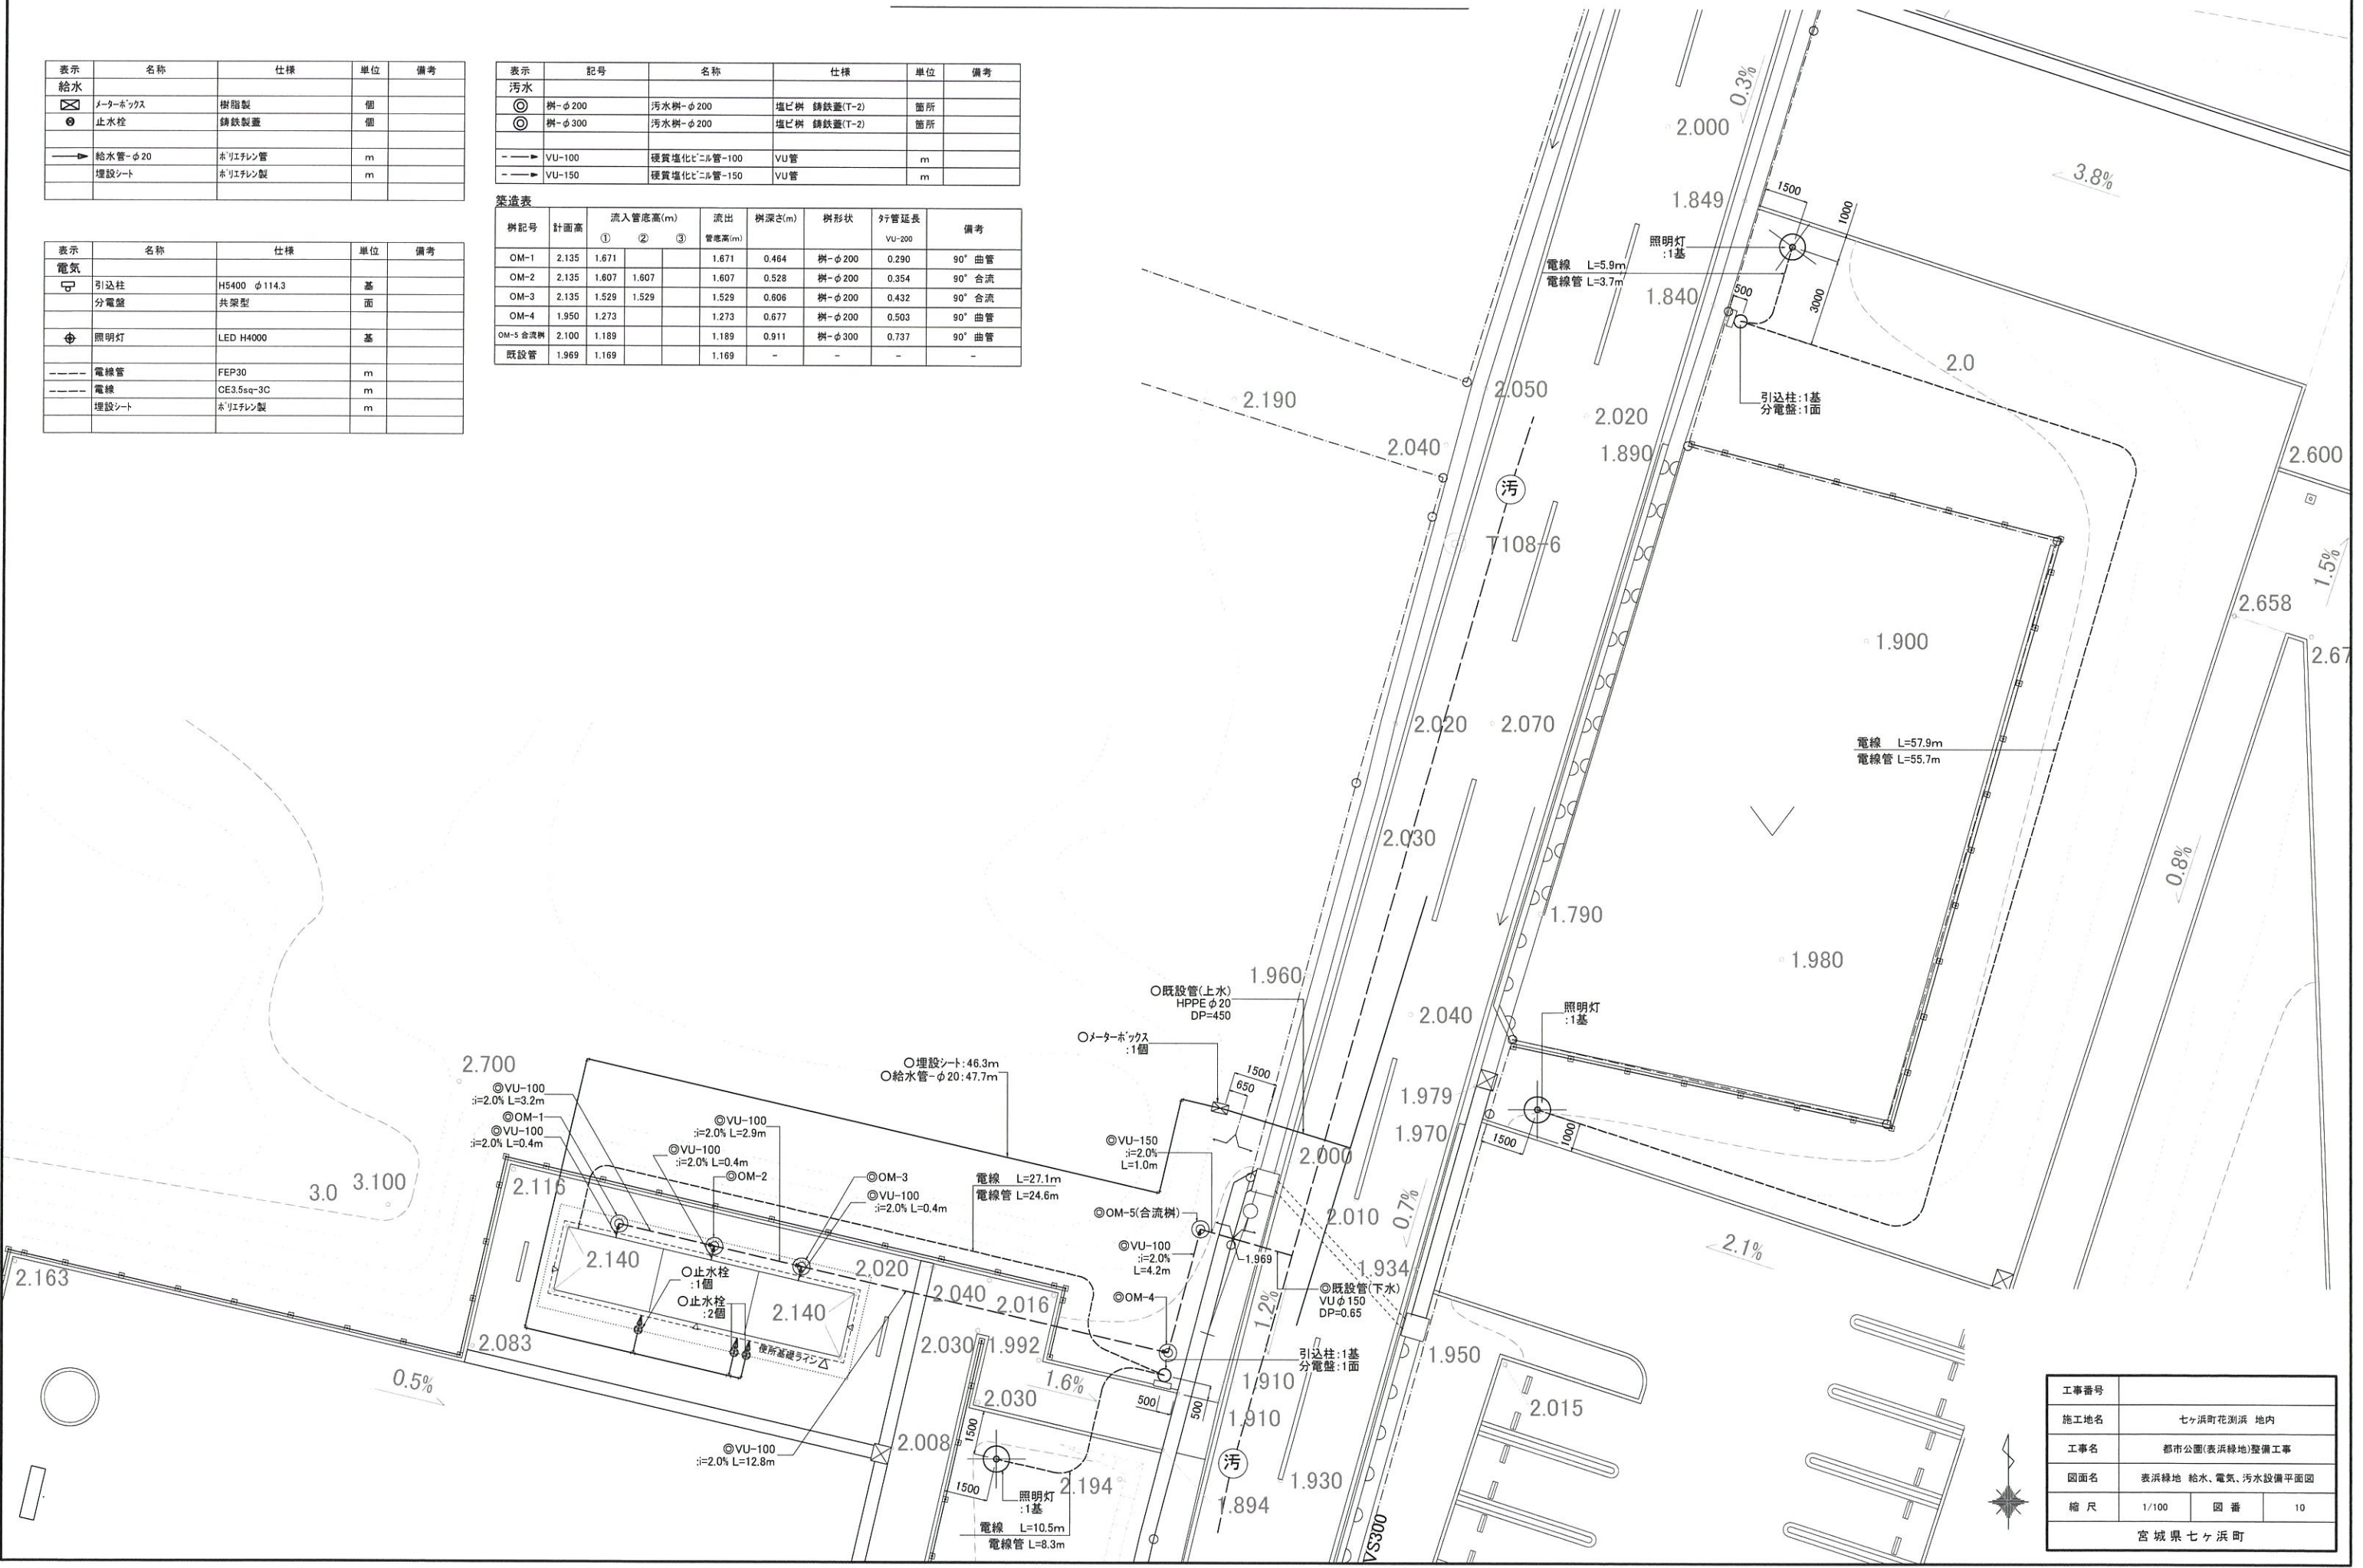 表示 名称 仕様 単位 備考
給水
メーターボックス 樹脂製 個
止水栓 鋳鉄製蓋 個
給水管-φ20 ポリエチレン管 m
埋設シート ポリエチレン製 m
表示 名称 仕様 単位 備考
電気
引込柱 H5400 φ114.3 基
分電盤 共架型 面
照明灯 LED H4000 基
電線管 FEP30 m
電線 CE3.5sq-3C m
埋設シート ポリエチレン製 m
表示 記号 名称 仕様 単位 備考
汚水
桝-φ200 汚水桝-φ200 塩ビ桝 鋳鉄蓋(T-2) 箇所
桝-φ300 汚水桝-φ200 塩ビ桝 鋳鉄蓋(T-2) 箇所
VU-100 硬質塩化ビニル管-100 VU管 m
VU-150 硬質塩化ビニル管-150 VU管 m
築造表
桝記号 計画高 流入管底高(m) ① ② ③ 流出管底高(m) 桝深さ(m) 桝形状 タテ管延長 VU-200 備考
OM-1 2.135 1.671 1.671 0.464 桝-φ200 0.290 90° 曲管
OM-2 2.135 1.607 1.607 1.607 0.528 桝-φ200 0.354 90° 合流
OM-3 2.135 1.529 1.529 1.529 0.606 桝-φ200 0.432 90° 合流
OM-4 1.950 1.273 1.273 0.677 桝-φ200 0.503 90° 曲管
OM-5 合流桝 2.100 1.189 1.189 0.911 桝-φ300 0.737 90° 曲管
既設管 1.969 1.169 1.169 - - - -
0.3%
2.000
3.8%
1500
1.849
1000
照明灯
:1基
電線 L=5.9m
電線管 L=3.7m
1.840
500
3000
2.0
2.050
2.190
引込柱:1基
分電盤:1面
2.020
2.040
1.890
2.600
汚
T108-6
1.5%
2.658
1.900
2.67
2.020
2.070
電線 L=57.9m
電線管 L=55.7m
2.030
0.8%
1.790
1.980
1.960
○既設管(上水)
HPPEφ20
DP=450
2.040
照明灯
:1基
○メーターボックス
:1個
2.700
○埋設シート:46.3m
○給水管-φ20:47.7m
1500
650
◎VU-100
:i=2.0% L=3.2m
1.979
◎OM-1
◎VU-100
:i=2.0% L=0.4m
◎VU-100
:i=2.0% L=2.9m
1.970
1500
1000
◎VU-150
:i=2.0%
L=1.0m
◎VU-100
:i=2.0% L=0.4m
2.000
◎OM-2
◎OM-3
3.0
3.100
2.116
電線 L=27.1m
電線管 L=24.6m
◎VU-100
:i=2.0% L=0.4m
◎OM-5(合流桝)
2.010
0.7%
2.1%
◎VU-100
:i=2.0%
L=4.2m
1.969
2.163
2.140
2.020
1.934
○止水栓
:1個
2.040
2.016
◎OM-4
1.2%
◎既設管(下水)
VUφ150
DP=0.65
○止水栓
:2個
2.140
2.083
便所基礎ライン
2.030
1.992
引込柱:1基
分電盤:1面
1.950
0.5%
1.6%
1.910
2.030
500
500
1.910
2.015
1500
2.008
◎VU-100
:i=2.0% L=12.8m
汚
2.194
1500
照明灯
:1基
1.930
1.894
電線 L=10.5m
電線管 L=8.3m
VS300
工事番号
施工地名 七ヶ浜町花渕浜 地内
工事名 都市公園(表浜緑地)整備工事
図面名 表浜緑地 給水、電気、汚水設備平面図
縮尺 1/100 図番 10
宮城県七ヶ浜町